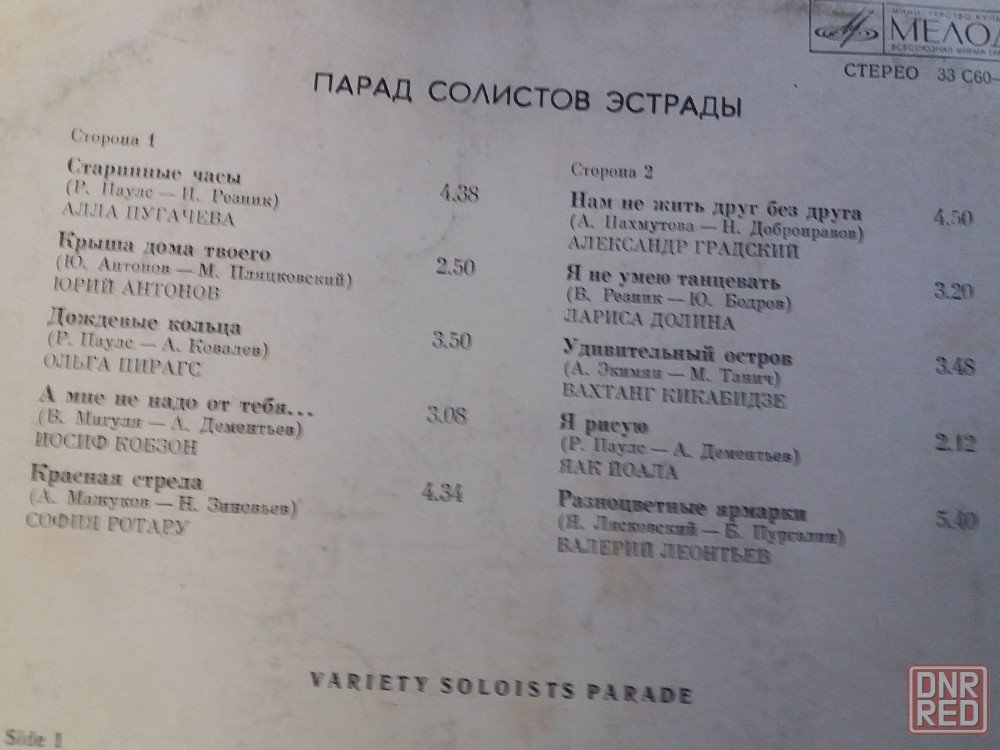 МЕЛОД
СТЕРЕО 33 С60–
ПАРАД СОЛИСТОВ ЭСТРАДЫ
Сторона 1
Старинные часы
(Р. Паулс — И. Резник) 4.38
АЛЛА ПУГАЧЕВА
Крыша дома твоего
(Ю. Антонов — М. Пляцковский) 2.50
ЮРИЙ АНТОНОВ
Дождевые кольца
(Р. Паулс — А. Ковалев) 3.50
ОЛЬГА ПИРАГС
А мне не надо от тебя...
(В. Мигуля — А. Дементьев) 3.08
ИОСИФ КОБЗОН
Красная стрела
(А. Мажуков — Н. Зиновьев) 4.34
СОФИЯ РОТАРУ
Сторона 2
Нам не жить друг без друга 4.50
(А. Пахмутова — Н. Добронравов)
АЛЕКСАНДР ГРАДСКИЙ
Я не умею танцевать 3.20
(В. Резник — Ю. Бодров)
ЛАРИСА ДОЛИНА
Удивительный остров 3.48
(А. Экимян — М. Танич)
ВАХТАНГ КИКАБИДЗЕ
Я рисую 2.12
(Р. Паулс — А. Дементьев)
ЯАК ЙОАЛА
Разноцветные ярмарки 5.40
(Я. Лясковский — Б. Пургалин)
ВАЛЕРИЙ ЛЕОНТЬЕВ
VARIETY SOLOISTS PARADE
Side 1
DNR
RED